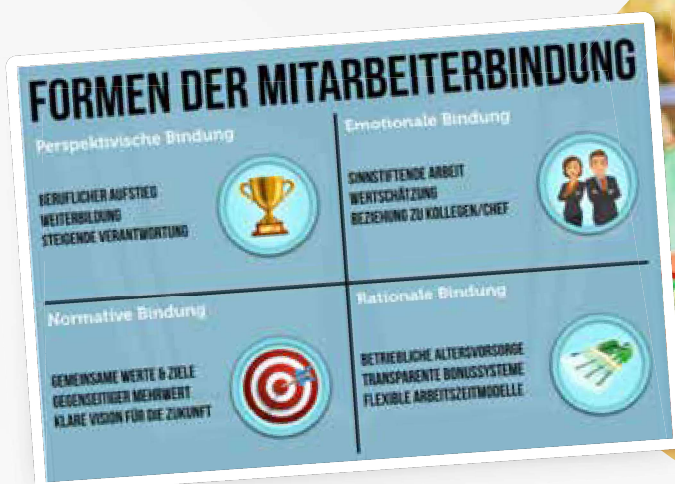 FORMEN DER MITARBEITERBINDUNG
Perspektivische Bindung
BERUFLICHER AUFSTIEG
WEITERBILDUNG
STEIGENDE VERANTWORTUNG
Emotionale Bindung
SINNSTIFTENDE ARBEIT
WERTSCHÄTZUNG
BEZIEHUNG ZU KOLLEGEN/CHEF
Normative Bindung
GEMEINSAME WERTE & ZIELE
GEGENSEITIGER MEHRWERT
KLARE VISION FÜR DIE ZUKUNFT
Rationale Bindung
BETRIEBLICHE ALTERSVORSORGE
TRANSPARENTE BONUSSYSTEME
FLEXIBLE ARBEITSZEITMODELLE